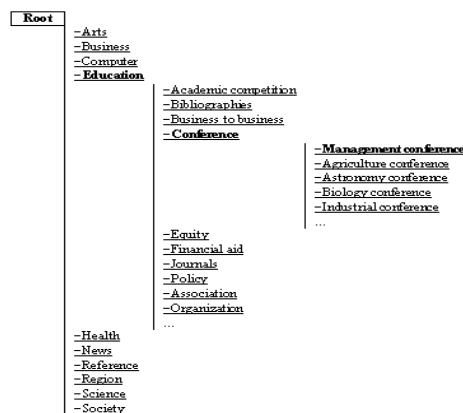 Root
-Arts
-Business
-Computer
-Education
-Academic competition
-Bibliographies
-Business to business
-Conference
-Management conference
-Agriculture conference
-Astronomy conference
-Biology conference
-Industrial conference
...
-Equity
-Financial aid
-Journals
-Policy
-Association
-Organization
...
-Health
-News
-Reference
-Region
-Science
-Society